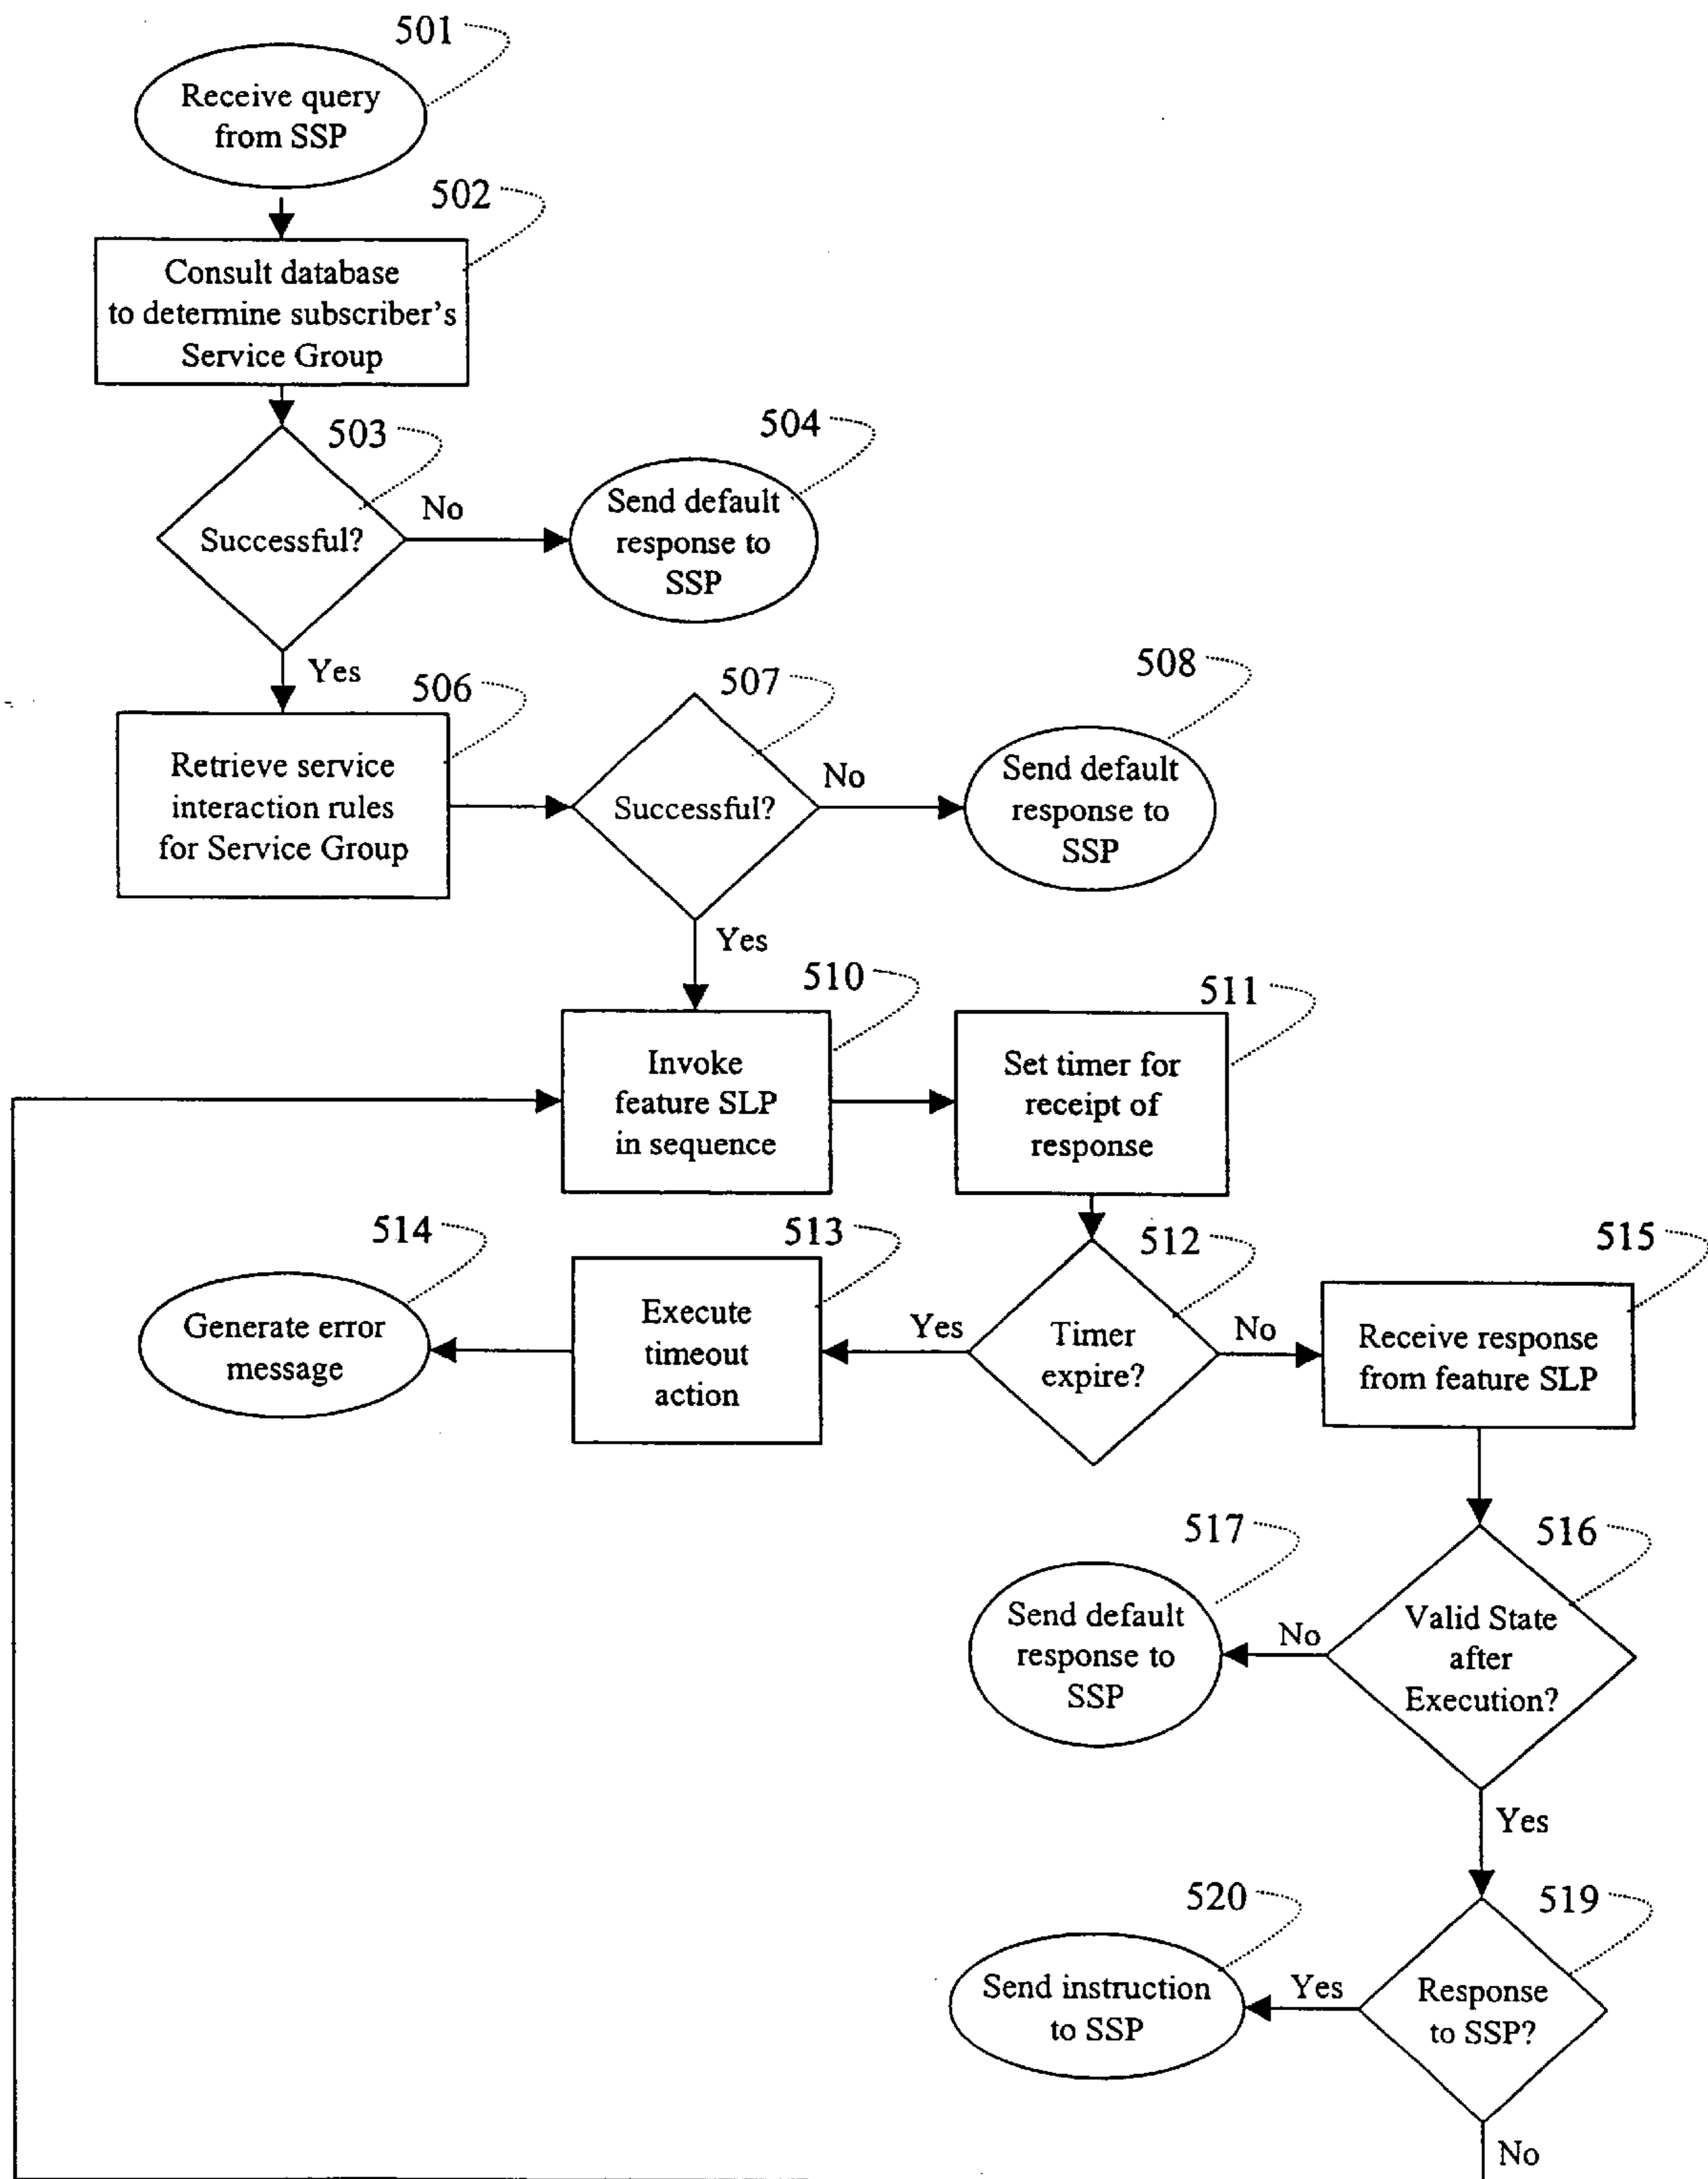 501
Receive query
from SSP
502
Consult database
to determine subscriber's
Service Group
503
Successful?
No
504
Send default
response to
SSP
Yes
506
Retrieve service
interaction rules
for Service Group
507
Successful?
No
508
Send default
response to
SSP
Yes
510
Invoke
feature SLP
in sequence
511
Set timer for
receipt of
response
512
Timer
expire?
Yes
513
Execute
timeout
action
514
Generate error
message
No
515
Receive response
from feature SLP
516
Valid State
after
Execution?
No
517
Send default
response to
SSP
Yes
519
Response
to SSP?
Yes
520
Send instruction
to SSP
No